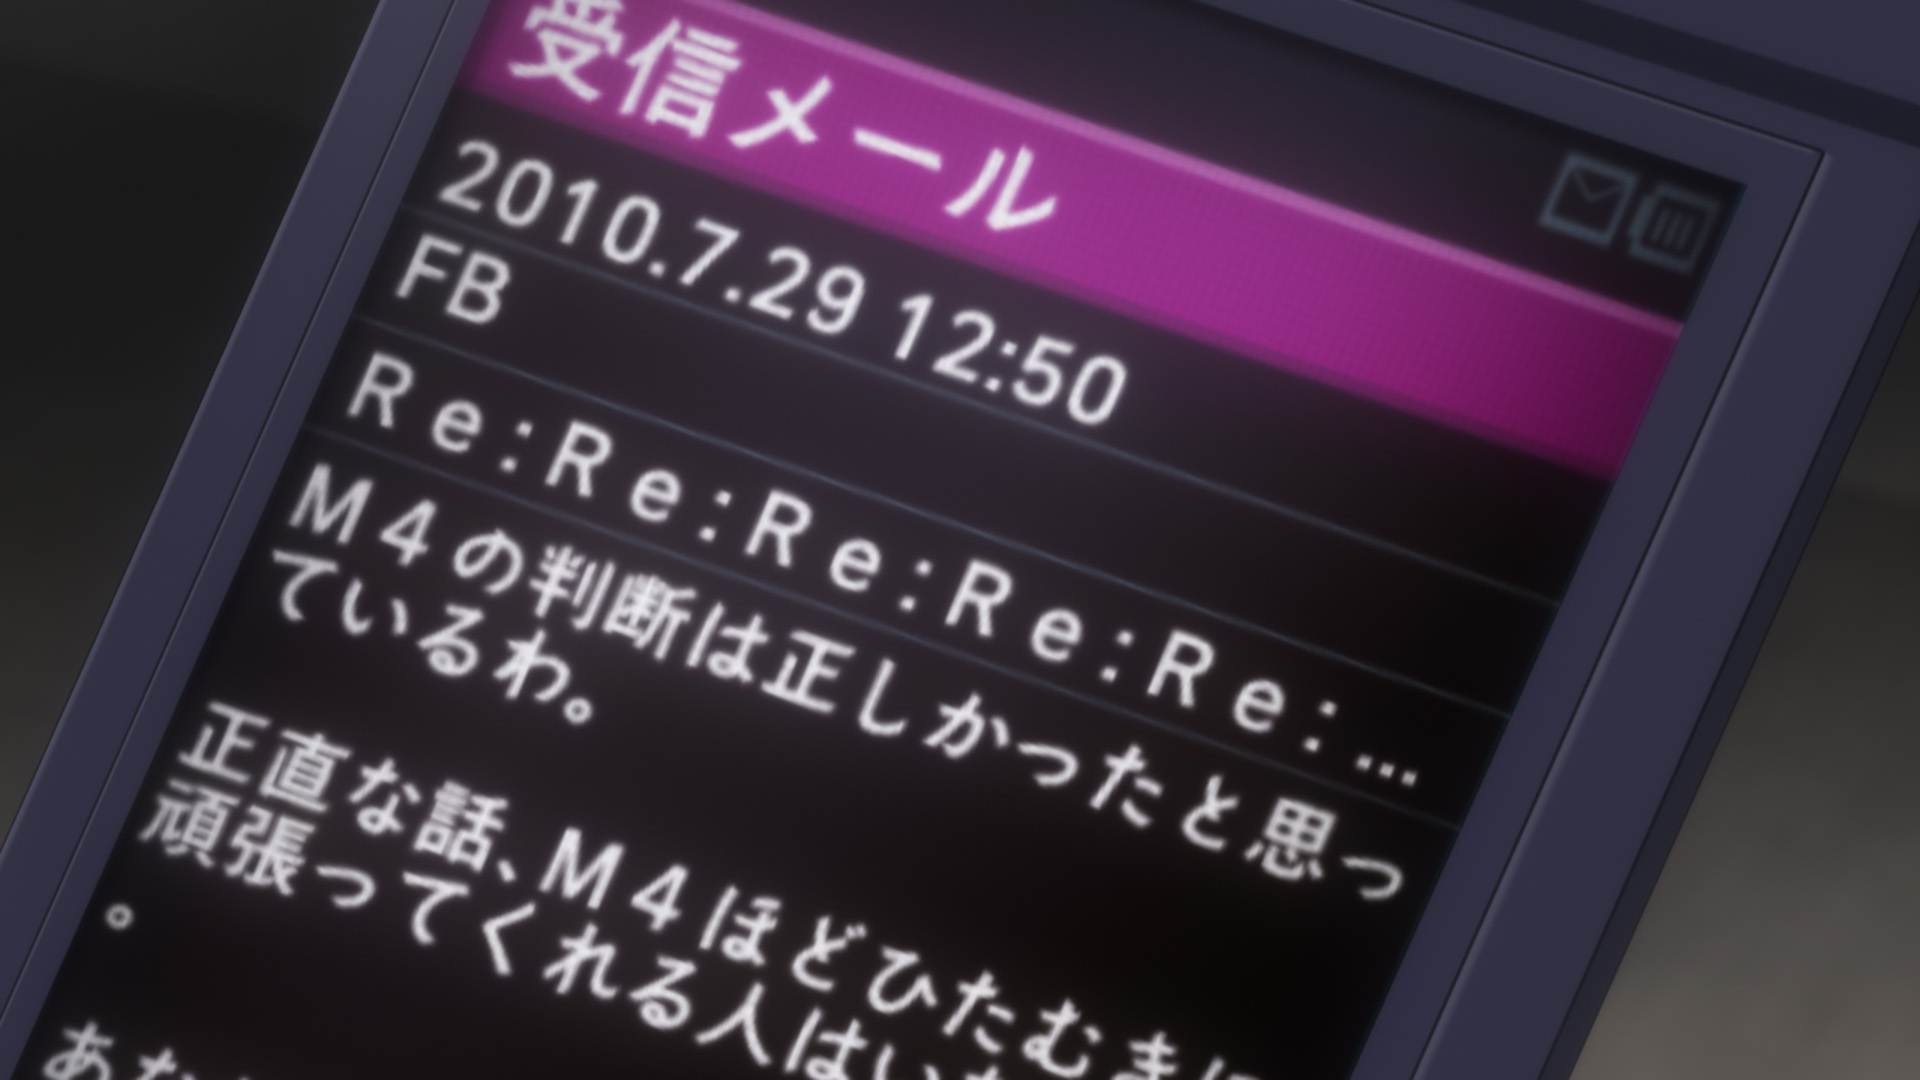 受信メール
2010.7.29 12:50
FB
Re:Re:Re:Re:Re:...
M4の判断は正しかったと思っ
ているわ。
正直な話、M4ほどひたむきに
頑張ってくれる人はい
。
あな